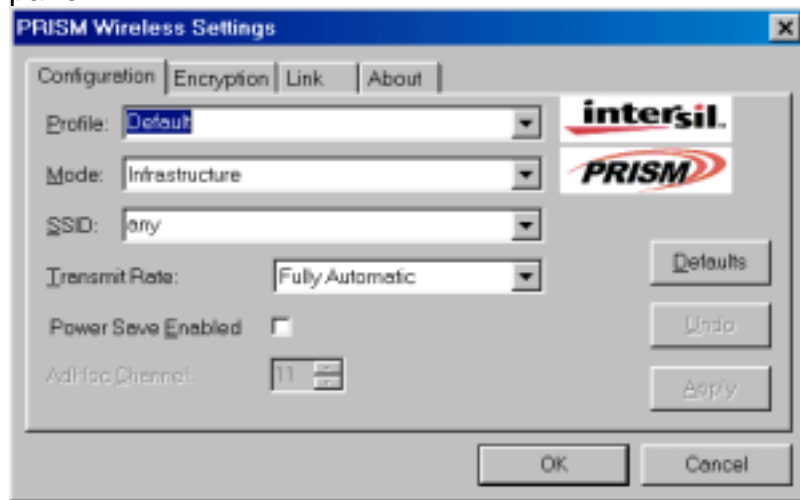 PRISM Wireless Settings
Configuration Encryption Link About
Profile: Default
intersil.
Mode: Infrastructure
PRISM
SSID: any
Transmit Rate: Fully Automatic
Defaults
Power Save Enabled
Undo
AdHoc Channel: 11
Apply
OK Cancel